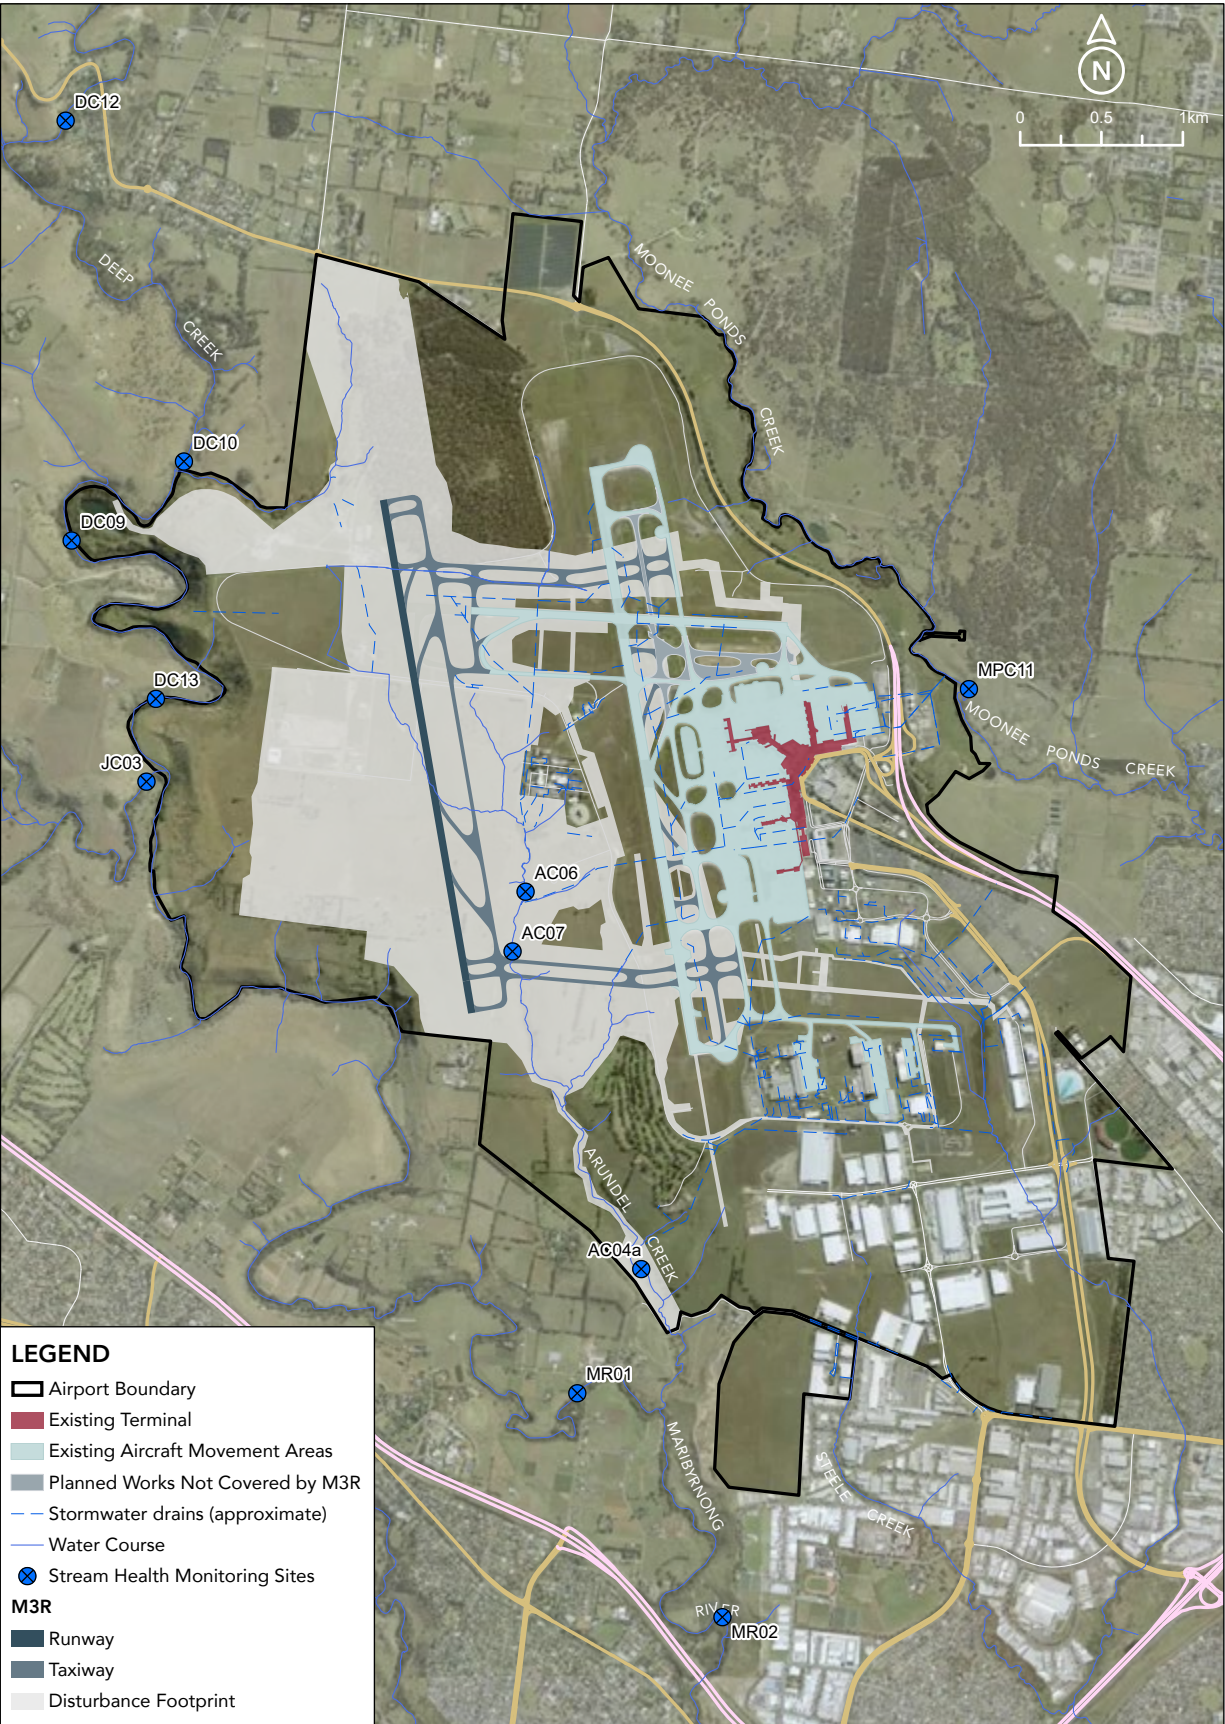 N
0 0.5 1km
DC12
MOONEE PONDS CREEK
DEEP CREEK
DC10
DC09
DC13
MPC11
MOONEE PONDS CREEK
JC03
AC06
AC07
ARUNDEL CREEK
AC04a
MR01
MARIBYRNONG RIVER
STEELE CREEK
MR02
LEGEND
Airport Boundary
Existing Terminal
Existing Aircraft Movement Areas
Planned Works Not Covered by M3R
Stormwater drains (approximate)
Water Course
Stream Health Monitoring Sites
M3R
Runway
Taxiway
Disturbance Footprint